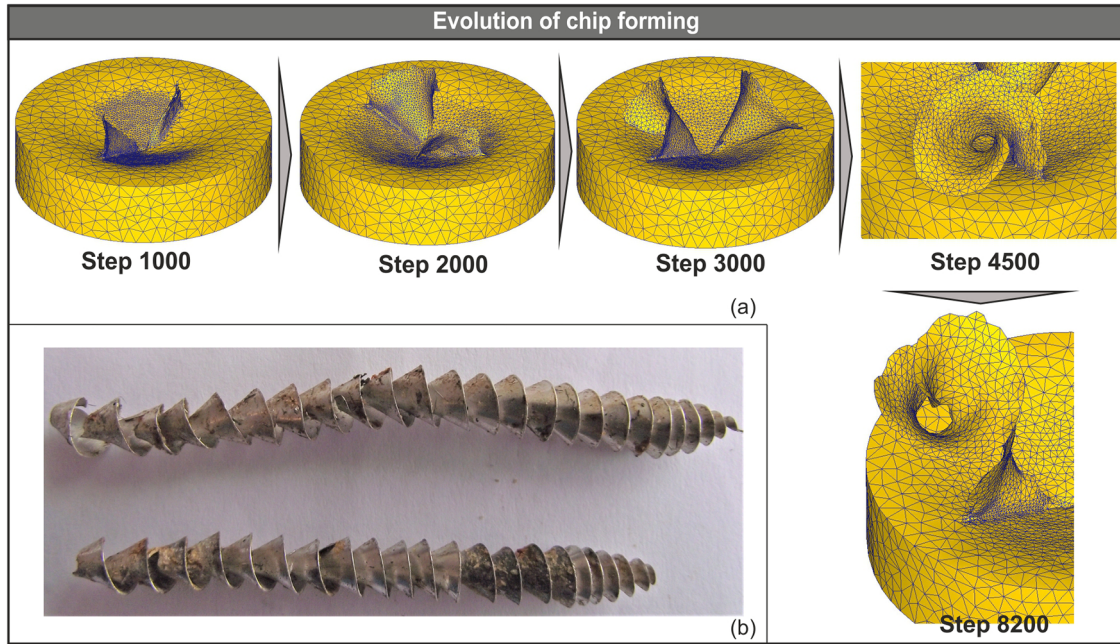 Evolution of chip forming
Step 1000
Step 2000
Step 3000
Step 4500
(a)
(b)
Step 8200